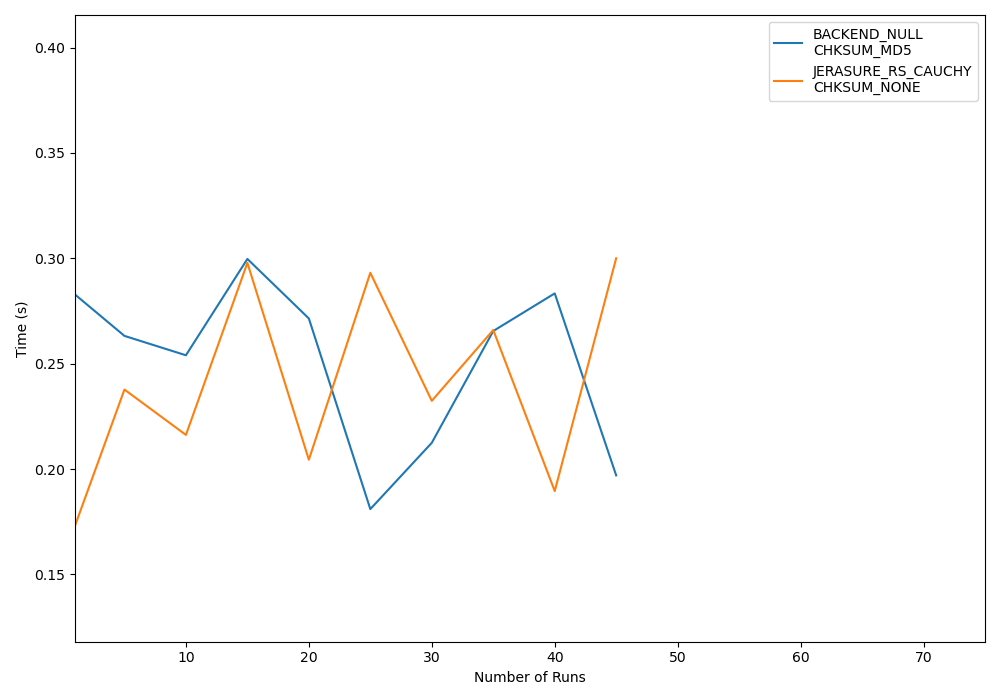 BACKEND_NULL
CHKSUM_MD5
JERASURE_RS_CAUCHY
CHKSUM_NONE
0.40
0.35
0.30
0.25
0.20
0.15
Time (s)
10 20 30 40 50 60 70
Number of Runs